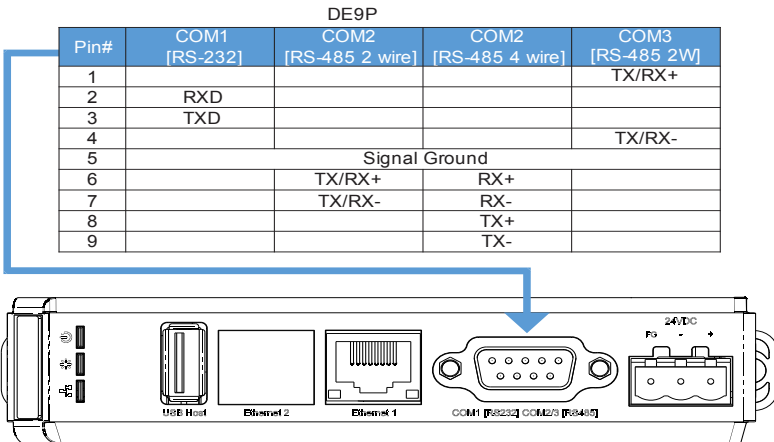 DE9P
Pin# COM1 [RS-232] COM2 [RS-485 2 wire] COM2 [RS-485 4 wire] COM3 [RS-485 2W]
1 TX/RX+
2 RXD
3 TXD
4 TX/RX-
5 Signal Ground
6 TX/RX+ RX+
7 TX/RX- RX-
8 TX+
9 TX-
24VDC
FG - +
USB Host Ethernet 2 Ethernet 1 COM1 [RS232] COM2/3 [RS485]